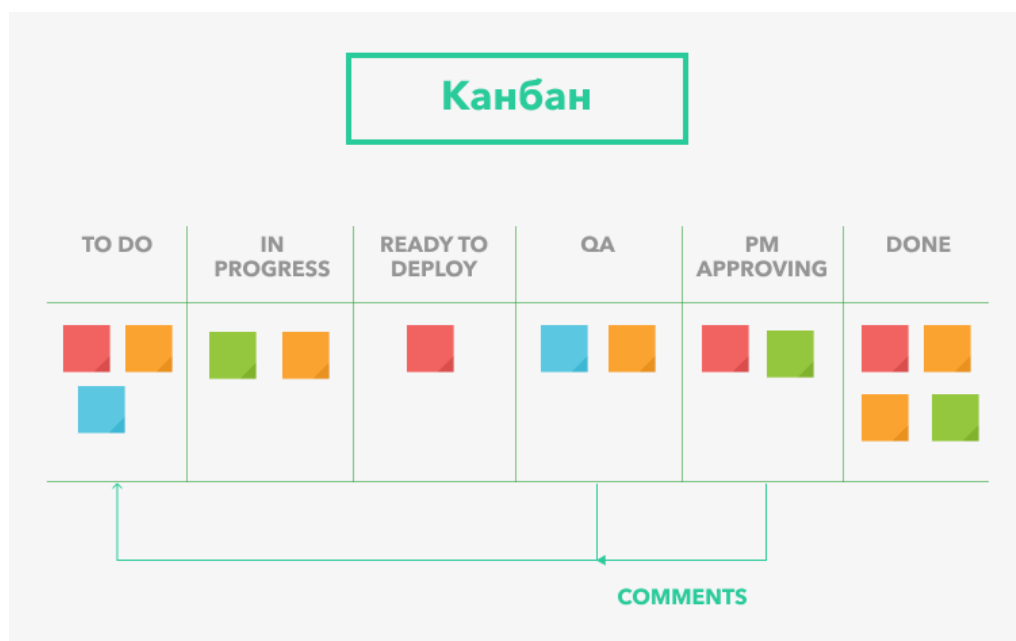 Канбан
TO DO
IN
PROGRESS
READY TO
DEPLOY
QA
PM
APPROVING
DONE
COMMENTS